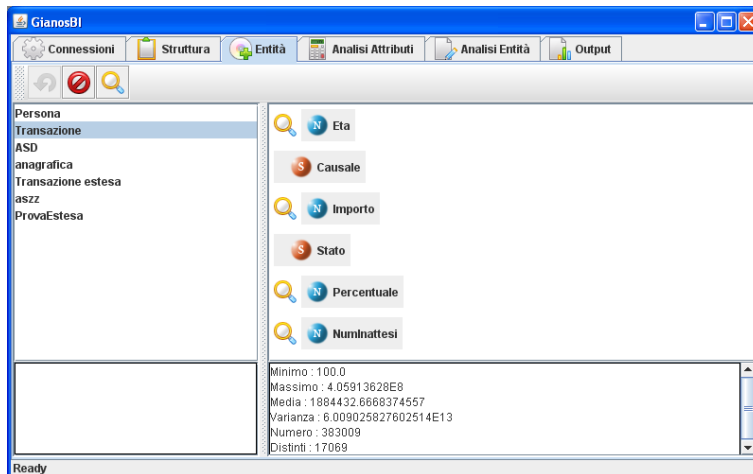 GianosBI
Connessioni Struttura Entità Analisi Attributi Analisi Entità Output
Persona
Transazione
ASD
anagrafica
Transazione estesa
aszz
ProvaEstesa
N Eta
S Causale
N Importo
S Stato
N Percentuale
N NumInattesi
Minimo : 100.0
Massimo : 4.05913628E8
Media : 1884432.6668374557
Varianza : 6.009025827602514E13
Numero : 383009
Distinti : 17069
Ready